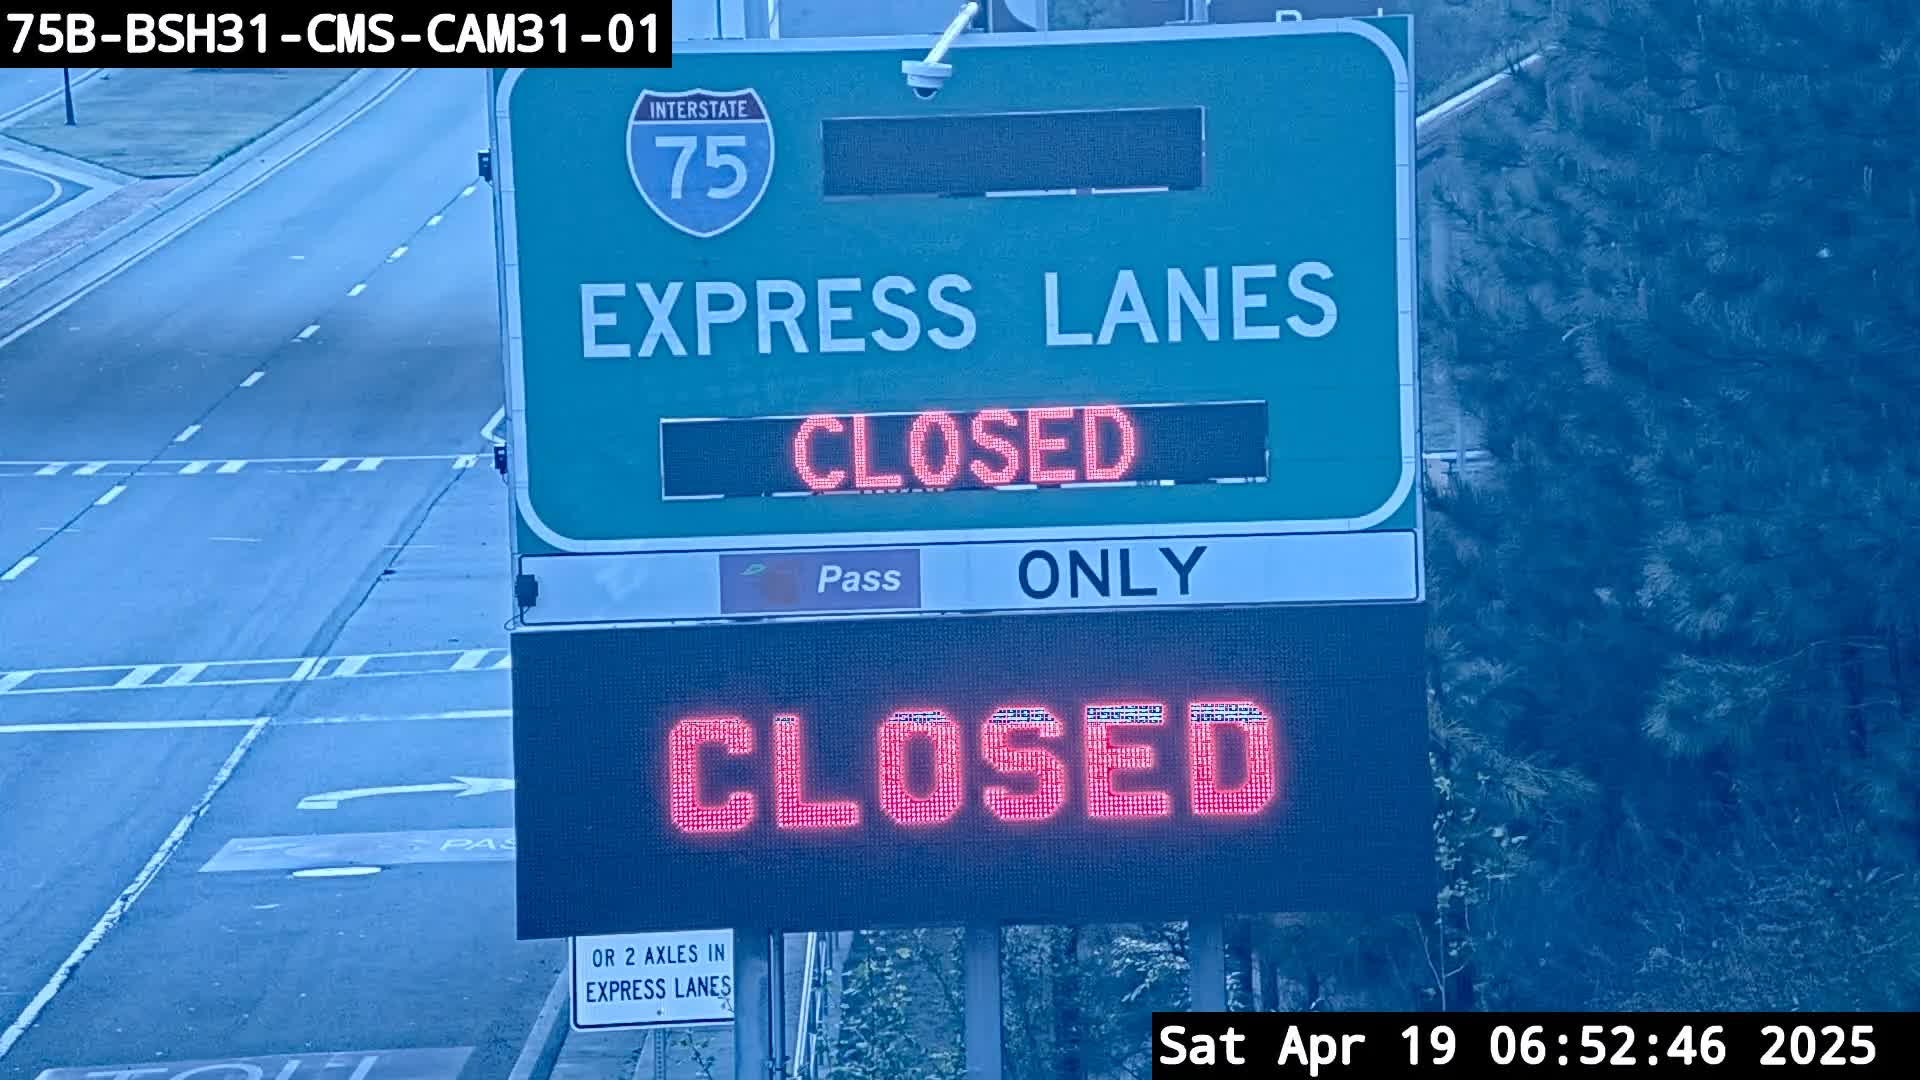 75B-BSH31-CMS-CAM31-01
INTERSTATE
75
EXPRESS LANES
CLOSED
Pass ONLY
CLOSED
OR 2 AXLES IN
EXPRESS LANES
Sat Apr 19 06:52:46 2025